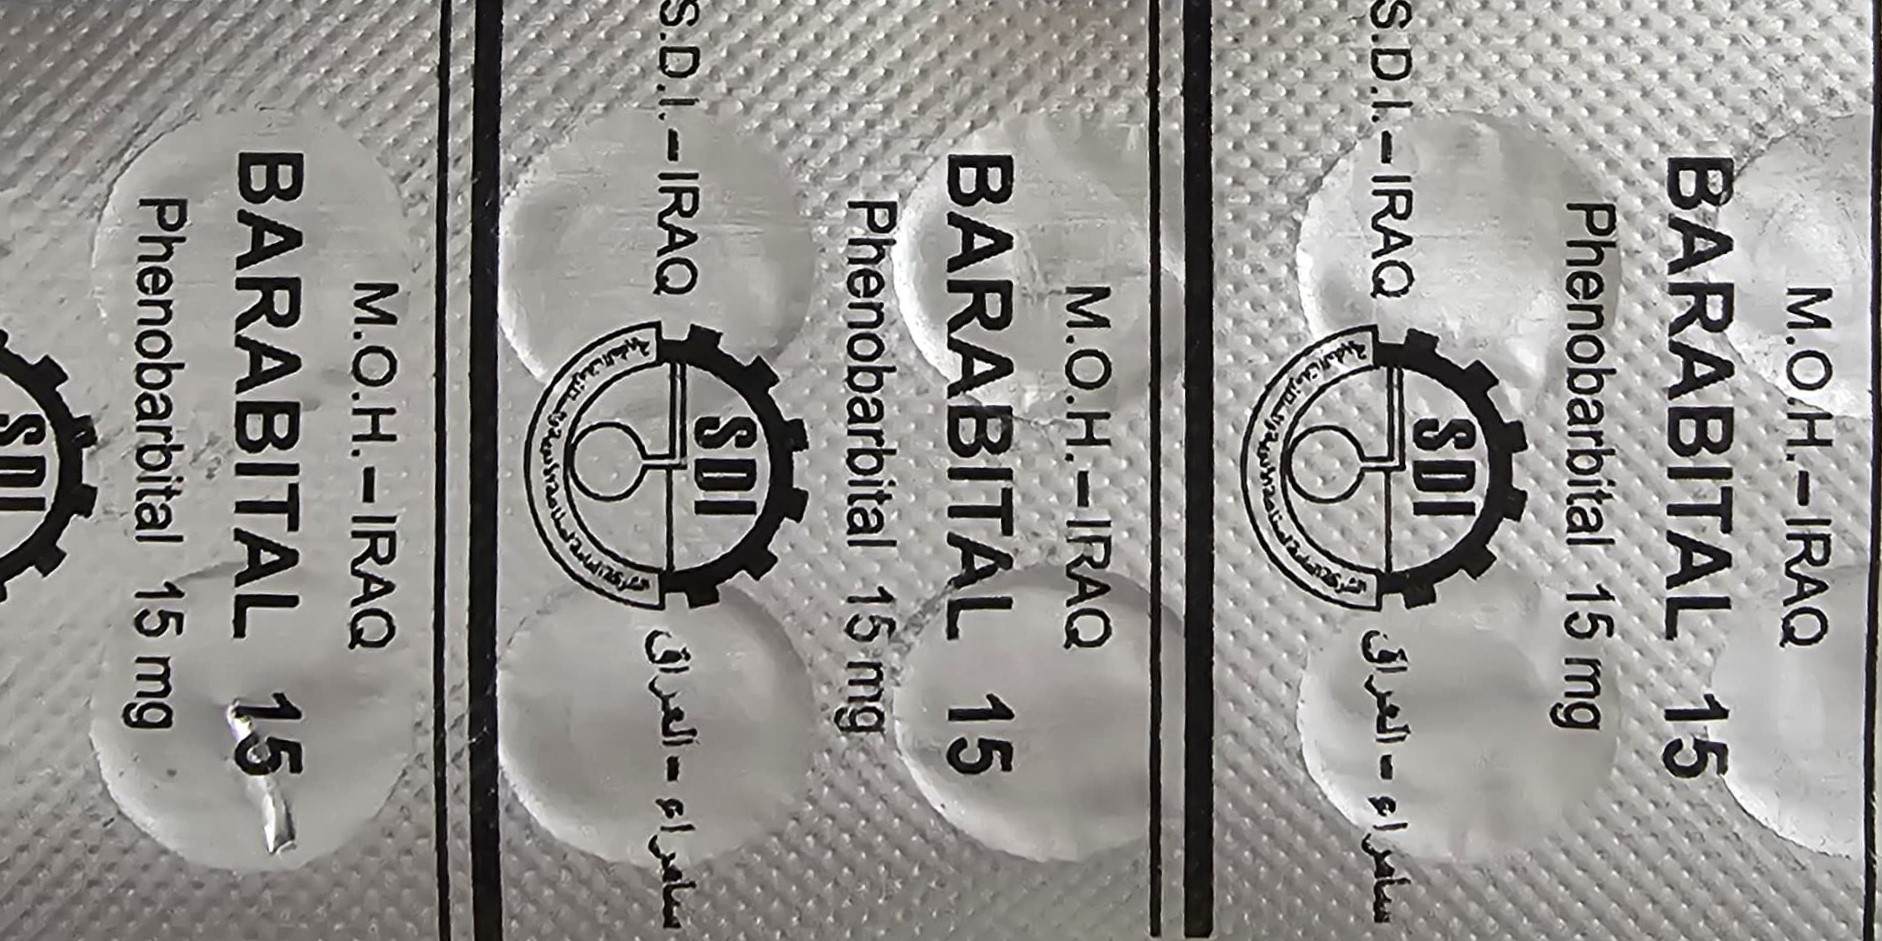 M.O.H.-IRAQ
BARABITAL 15
Phenobarbital 15 mg
SDI
S.D.I.-IRAQ
سامراء - العراق
M.O.H.-IRAQ
BARABITAL 15
Phenobarbital 15 mg
SDI
S.D.I.-IRAQ
سامراء - العراق
M.O.H.-IRAQ
BARABITAL 15
Phenobarbital 15 mg
SDI